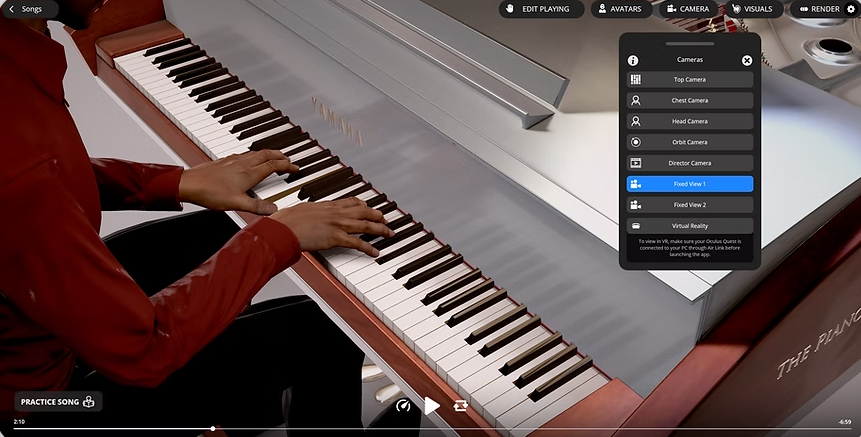 Songs
EDIT PLAYING
AVATARS
CAMERA
VISUALS
RENDER
Cameras
Top Camera
Chest Camera
Head Camera
Orbit Camera
Director Camera
Fixed View 1
Fixed View 2
Virtual Reality
To view in VR, make sure your Oculus Quest is
connected to your PC through Air Link before
launching the app.
YAMAHA
THE PIANO
PRACTICE SONG
2:10
-6:59